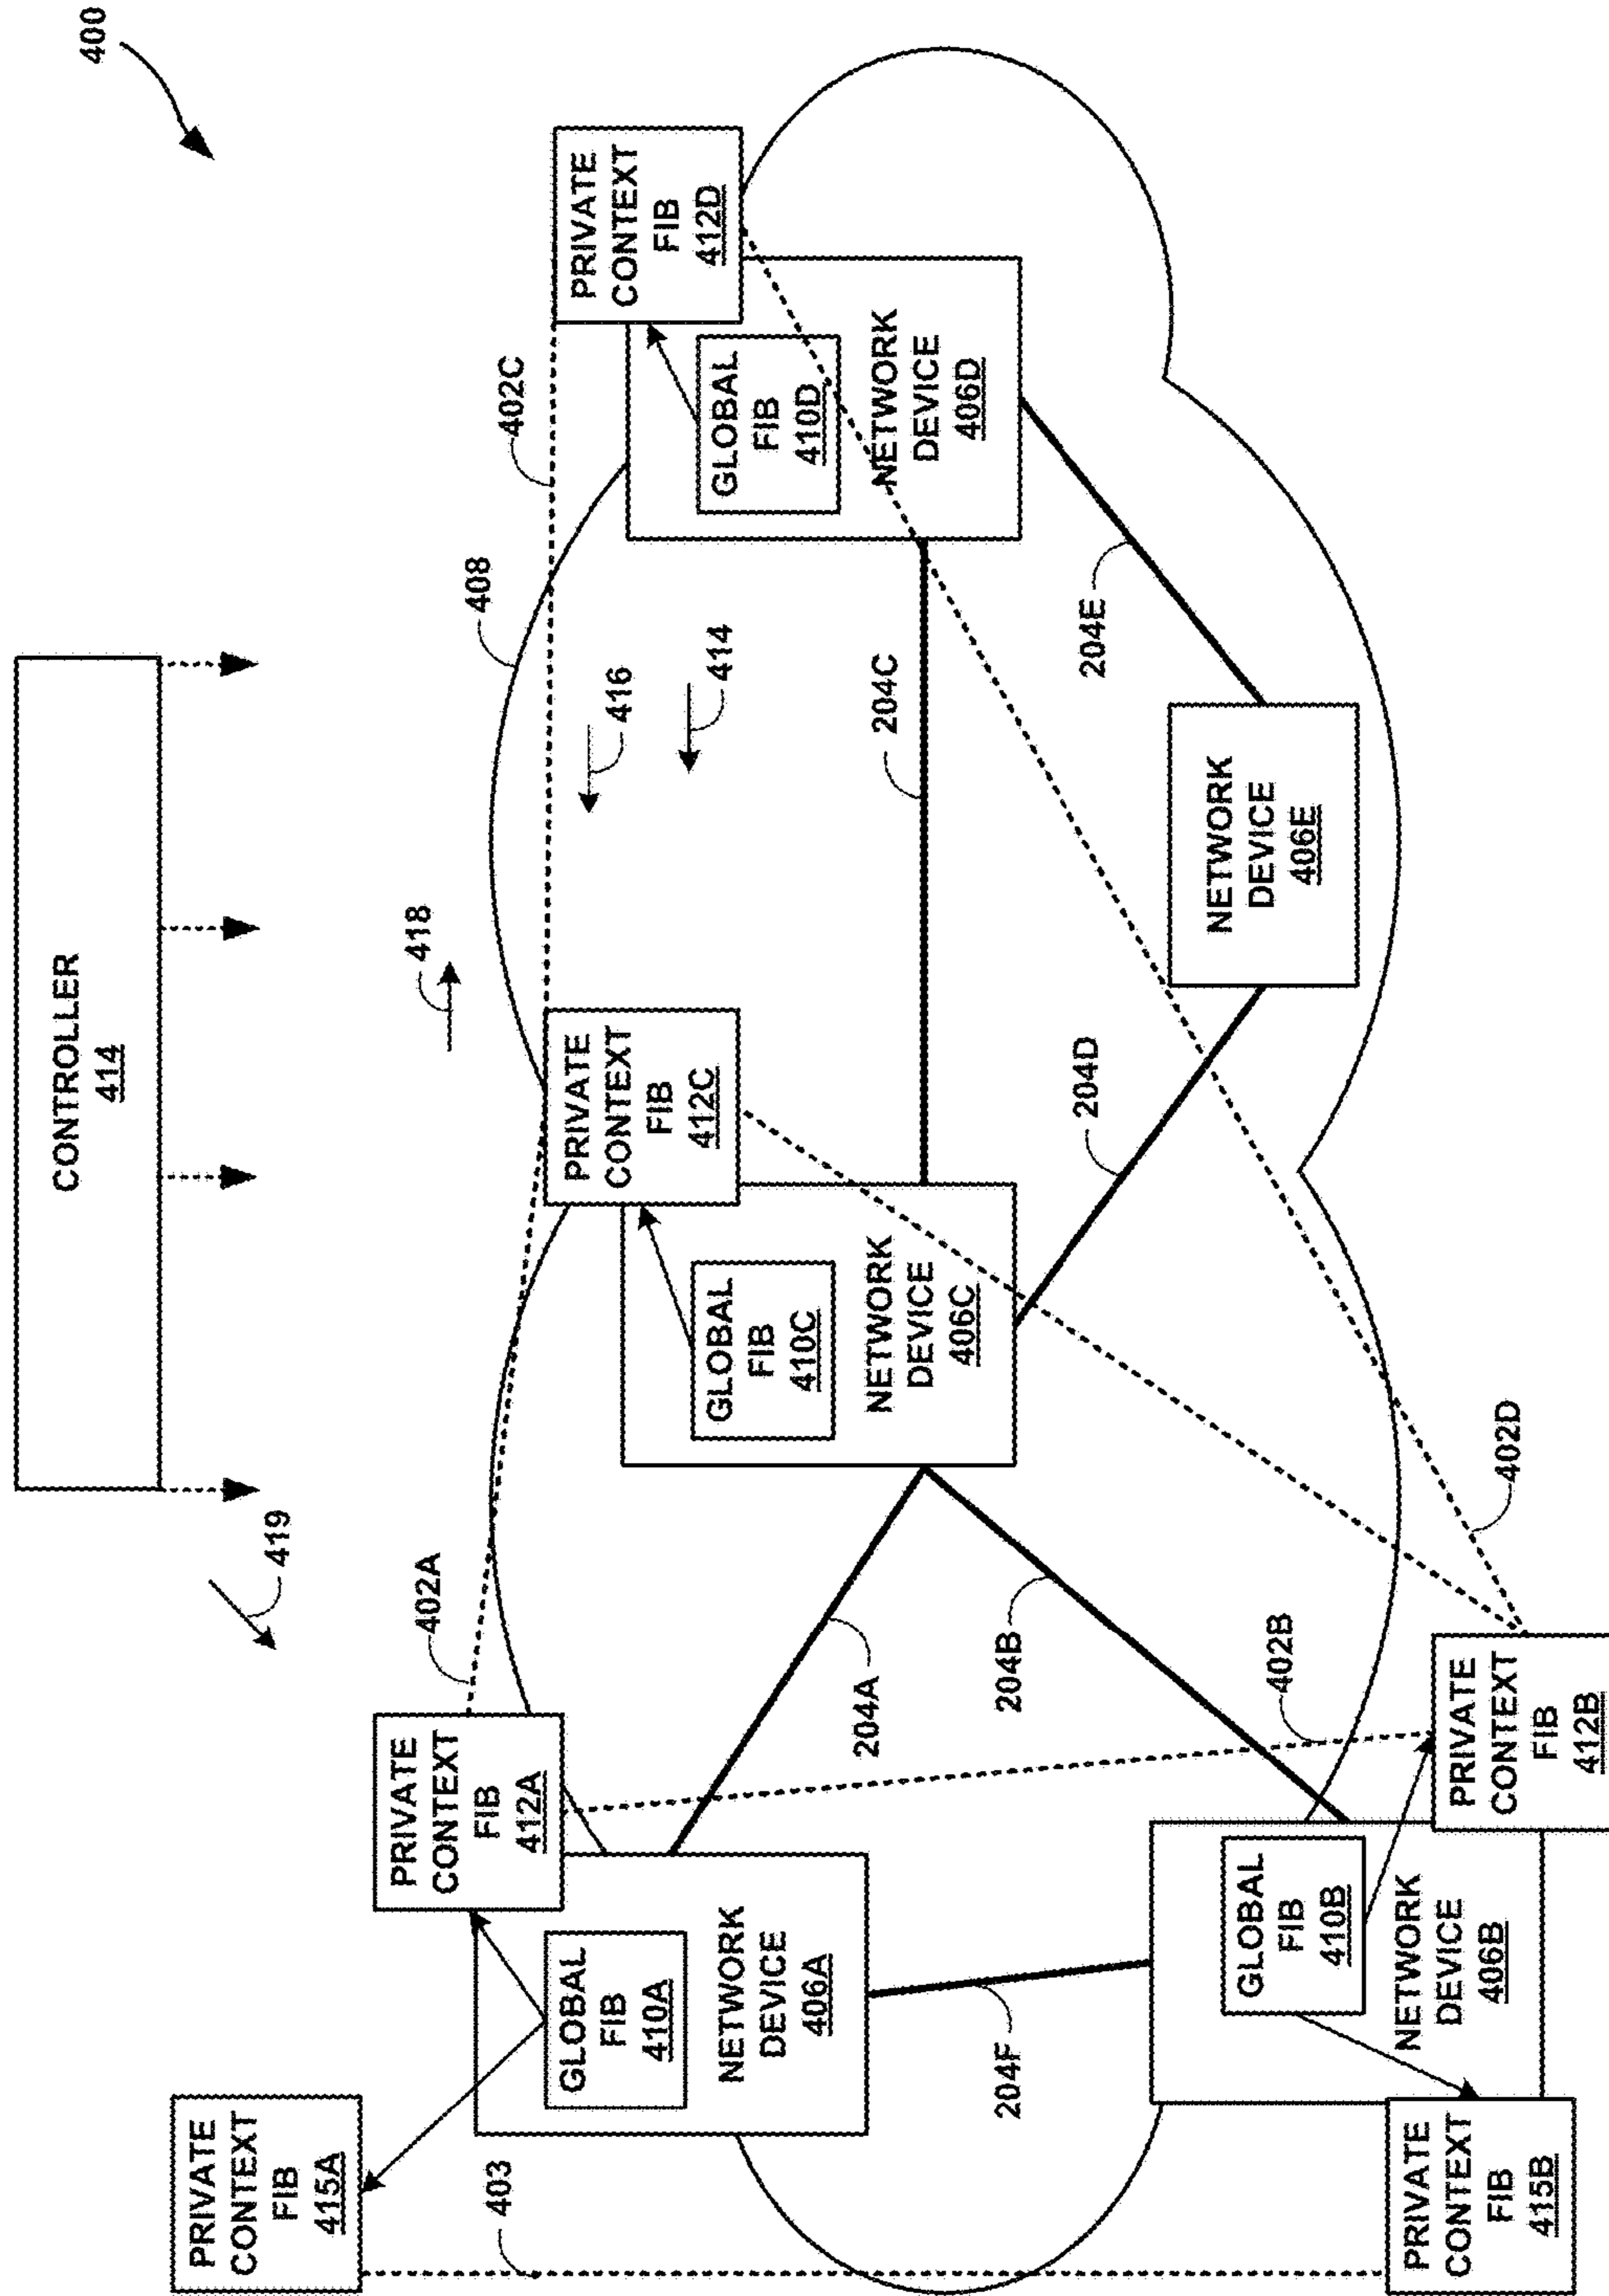 400
CONTROLLER
414
419
418
402A
408
402C
416
414
PRIVATE
CONTEXT
FIB
415A
PRIVATE
CONTEXT
FIB
412A
PRIVATE
CONTEXT
FIB
412C
PRIVATE
CONTEXT
FIB
412D
403
GLOBAL
FIB
410A
NETWORK
DEVICE
406A
GLOBAL
FIB
410C
NETWORK
DEVICE
406C
GLOBAL
FIB
410D
NETWORK
DEVICE
406D
204A
204C
204F
204B
204D
204E
402B
GLOBAL
FIB
410B
NETWORK
DEVICE
406B
NETWORK
DEVICE
406E
PRIVATE
CONTEXT
FIB
415B
PRIVATE
CONTEXT
FIB
412B
402D